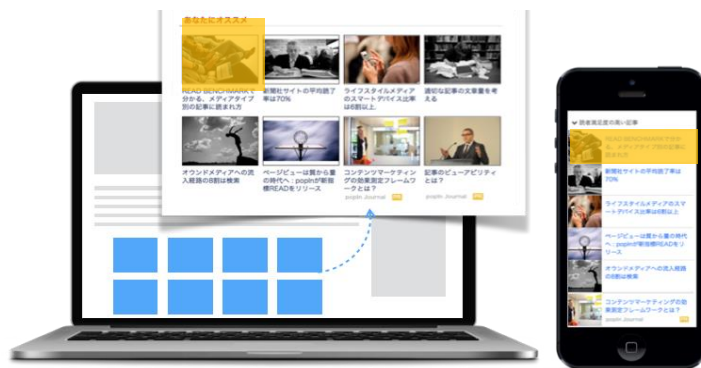 あなたにオススメ
READ BENCHMARKで
分かる、メディアタイプ
別の記事に読まれ方
新聞社サイトの平均読了
率は70%
ライフスタイルメディア
のスマートデバイス比率
は6割以上
適切な記事の文章量を考
える
オウンドメディアへの流
入経路の8割は検索
ページビューは質から量
の時代へ：popInが新指
標READをリリース
コンテンツマーケティン
グの効果測定フレームワ
ークとは？
popIn Journal
記事のビューアビリティ
とは？
popIn Journal
読者満足度の高い記事
READ BENCHMARKで分か
る、メディアタイプ別の記事に
読まれ方
新聞社サイトの平均読了率は
70%
ライフスタイルメディアのスマ
ートデバイス比率は6割以上
ページビューは質から量の時代
へ：popInが新指標READをリ
リース
オウンドメディアへの流入経路
の8割は検索
コンテンツマーケティングの効
果測定フレームワークとは？
popIn Journal